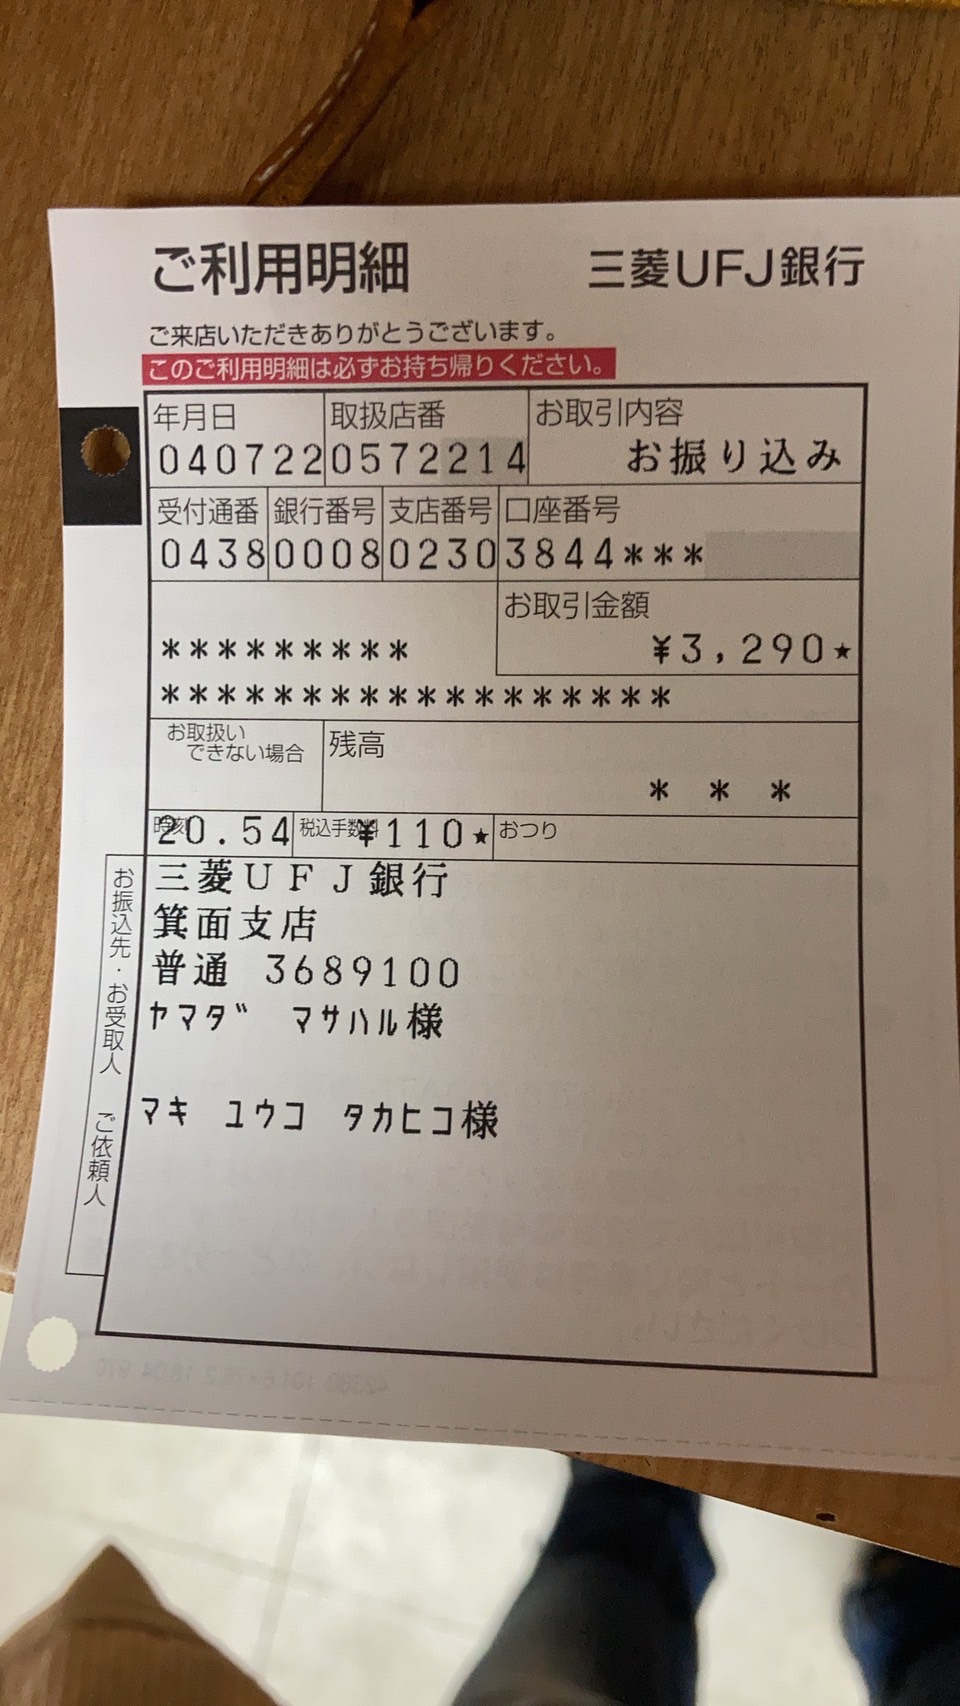 ご利用明細 三菱UFJ銀行
ご来店いただきありがとうございます。
このご利用明細は必ずお持ち帰りください。
年月日 取扱店番 お取引内容
040722 0572214 お振り込み
受付通番 銀行番号 支店番号 口座番号
0438 0008 0230 3844***
お取引金額
********* ¥3,290★
*******************
お取扱い
できない場合
残高
* * *
時刻 20.54 税込手数料 ¥110★ おつり
お振込先・お受取人
三菱UFJ銀行
箕面支店
普通 3689100
ヤマダ マサハル様
ご依頼人
マキ ユウコ タカヒコ様